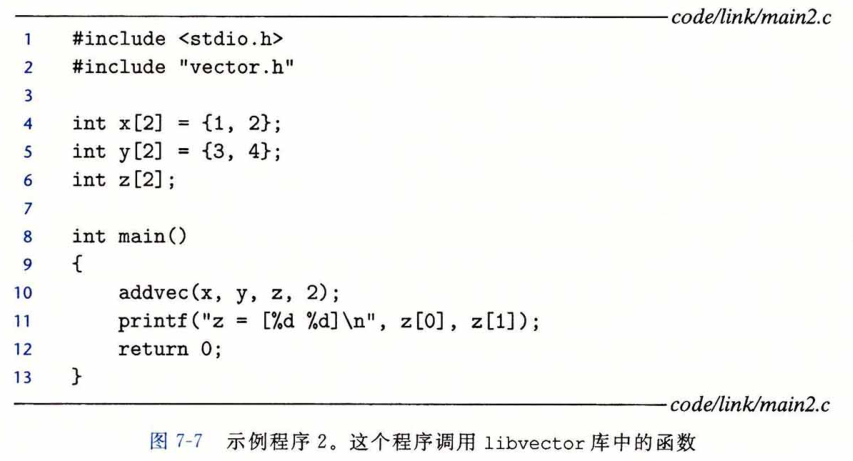 code/link/main2.c
1 #include <stdio.h>
2 #include "vector.h"
3
4 int x[2] = {1, 2};
5 int y[2] = {3, 4};
6 int z[2];
7
8 int main()
9 {
10     addvec(x, y, z, 2);
11     printf("z = [%d %d]\n", z[0], z[1]);
12     return 0;
13 }
code/link/main2.c
图 7-7 示例程序 2。这个程序调用 libvector 库中的函数